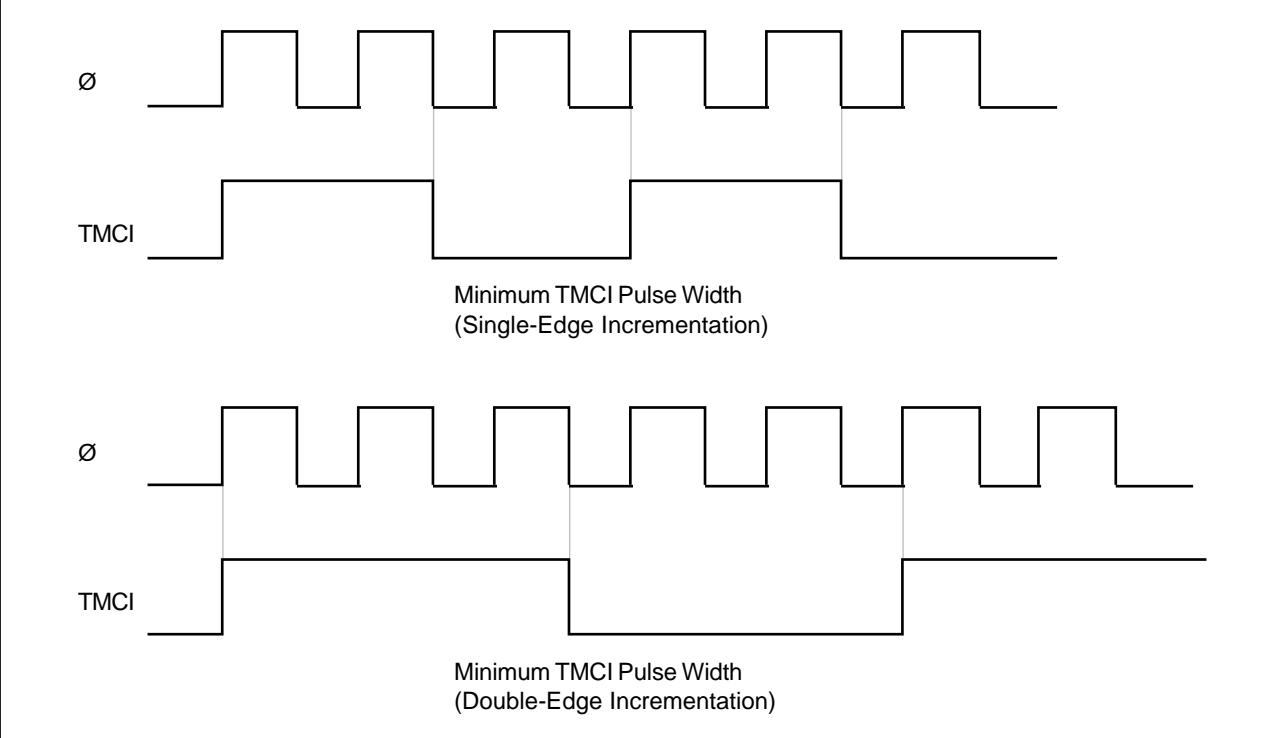 Ø
TMCI
Minimum TMCI Pulse Width
(Single-Edge Incrementation)
Ø
TMCI
Minimum TMCI Pulse Width
(Double-Edge Incrementation)